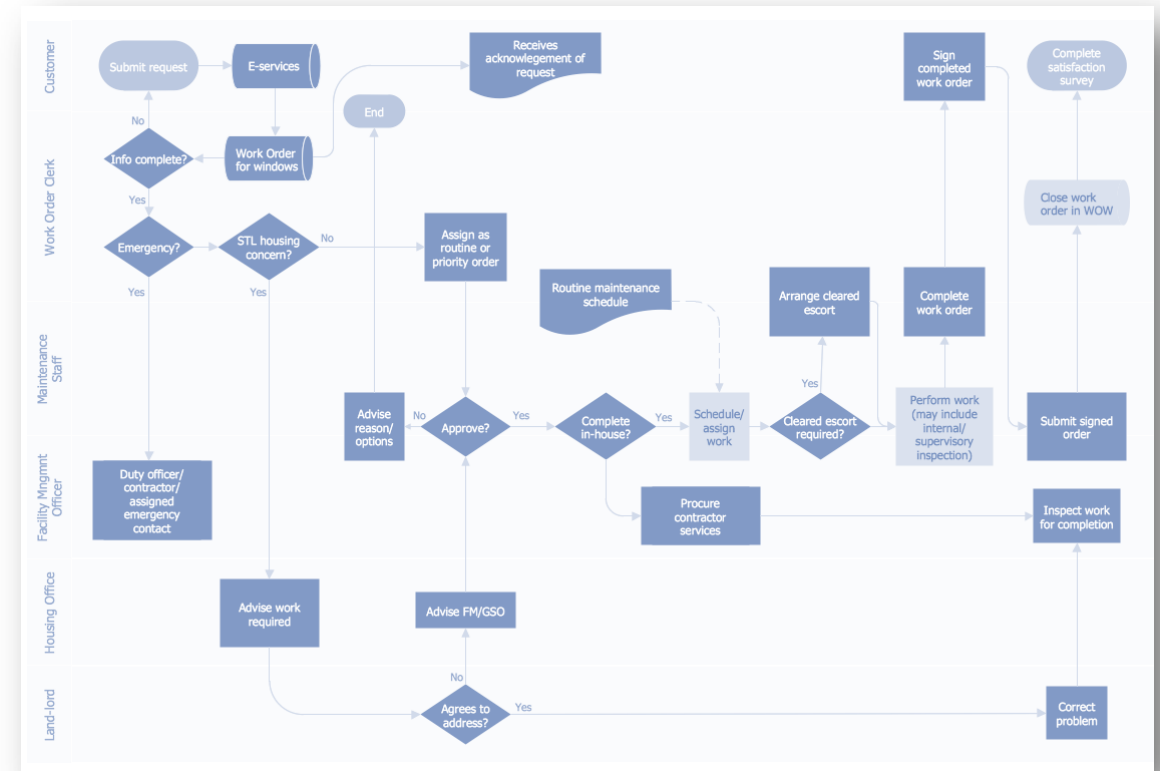 Customer
Submit request
E-services
Receives
acknowlegement of
request
Sign
completed
work order
Complete
satisfaction
survey
End
No
Work Order Clerk
Info complete?
Work Order
for windows
Yes
Close work
order in WOW
Emergency?
STL housing
concern?
No
Assign as
routine or
priority order
Yes
Yes
Routine maintenance
schedule
Arrange cleared
escort
Complete
work order
Maintenance
Staff
Yes
Advise
reason/
options
No
Approve?
Yes
Complete
in-house?
Yes
Schedule/
assign
work
Cleared escort
required?
Perform work
(may include
internal/
supervisory
inspection)
Submit signed
order
Facility Mngmnt
Officer
Duty officer/
contractor/
assigned
emergency
contact
Procure
contractor
services
Inspect work
for completion
Housing Office
Advise work
required
Advise FM/GSO
No
Land-lord
Agrees to
address?
Yes
Correct
problem